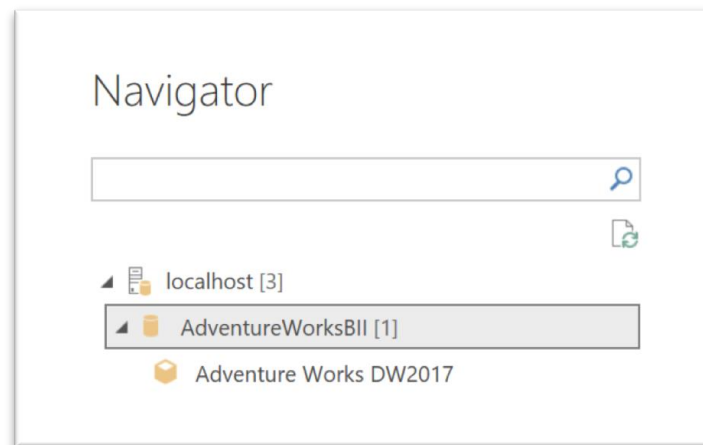 Navigator
localhost [3]
AdventureWorksBII [1]
Adventure Works DW2017